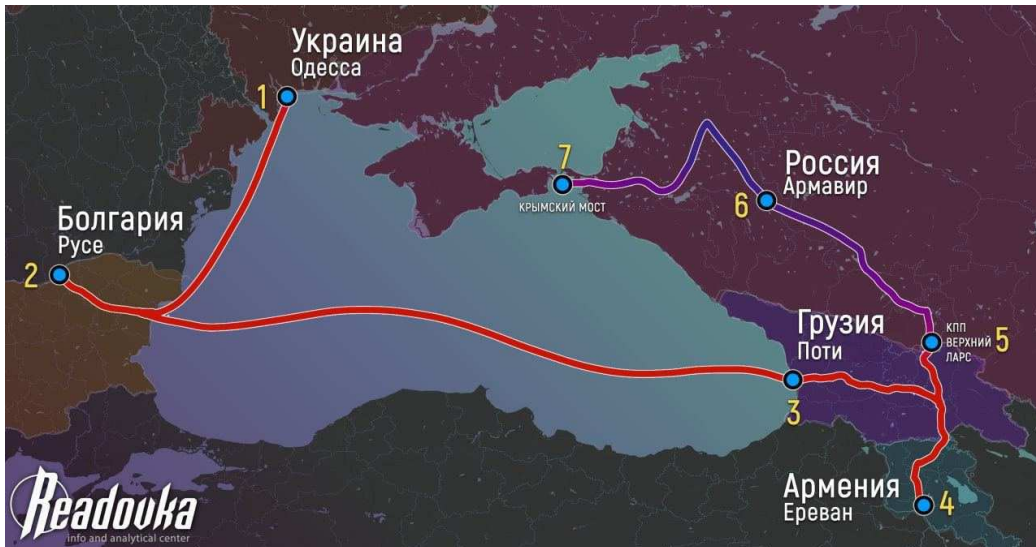 Украина
Одесса
1
7
КРЫМСКИЙ МОСТ
Россия
Армавир
6
Болгария
Русе
2
Грузия
Поти
3
КПП
ВЕРХНИЙ
ЛАРС
5
Армения
Ереван
4
Readovka
info and analytical center